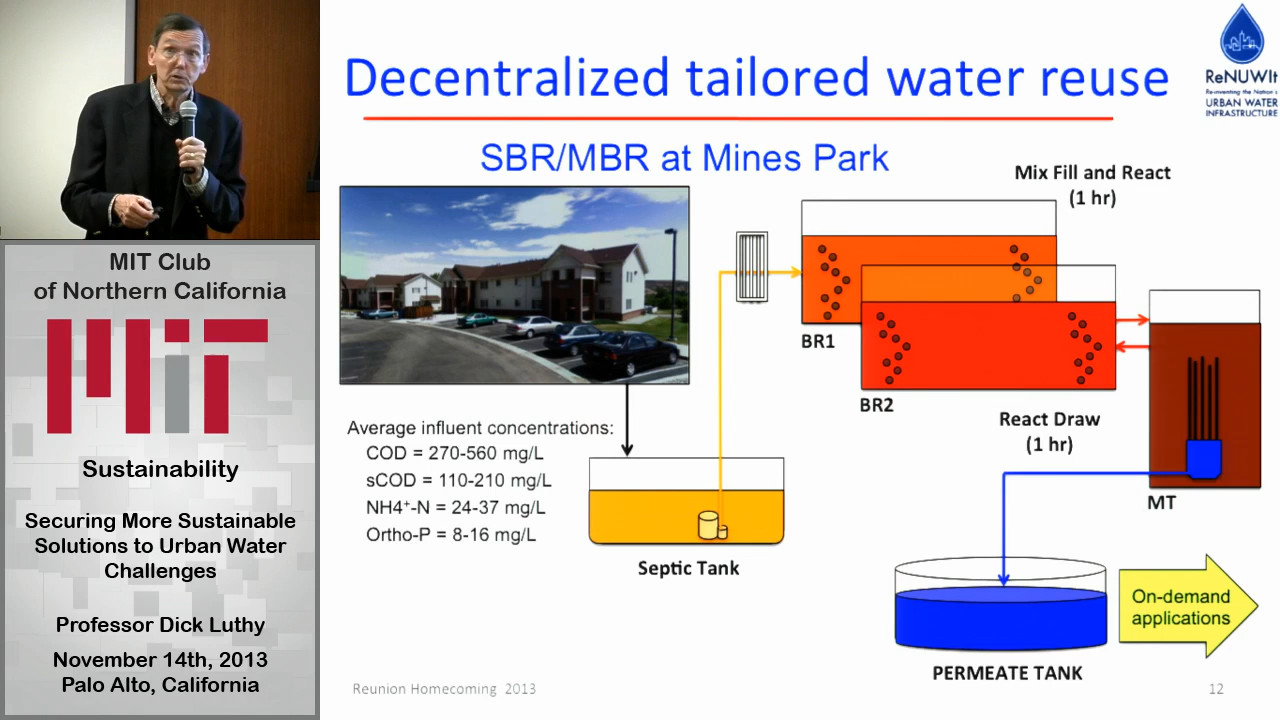 Decentralized tailored water reuse
ReNUWIt
Re-inventing the Nation's
URBAN WATER
INFRASTRUCTURE
SBR/MBR at Mines Park
Mix Fill and React
(1 hr)
BR1
BR2
React Draw
(1 hr)
MT
Average influent concentrations:
COD = 270-560 mg/L
sCOD = 110-210 mg/L
NH4⁺-N = 24-37 mg/L
Ortho-P = 8-16 mg/L
Septic Tank
On-demand
applications
PERMEATE TANK
Reunion Homecoming 2013
12
MIT Club
of Northern California
MIT
Sustainability
Securing More Sustainable
Solutions to Urban Water
Challenges
Professor Dick Luthy
November 14th, 2013
Palo Alto, California